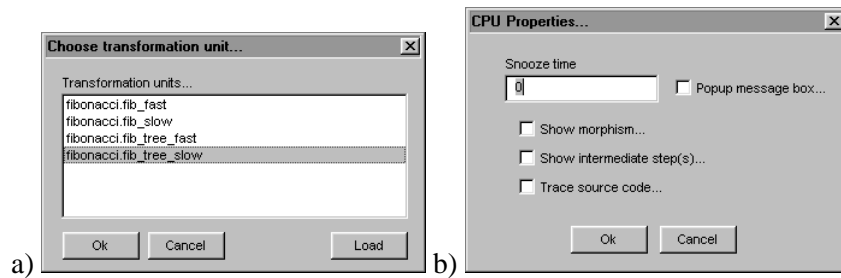 Choose transformation unit...
Transformation units...
fibonacci.fib_fast
fibonacci.fib_slow
fibonacci.fib_tree_fast
fibonacci.fib_tree_slow
Ok Cancel Load
a)
CPU Properties...
Snooze time
0 Popup message box...
Show morphism...
Show intermediate step(s)...
Trace source code...
Ok Cancel
b)